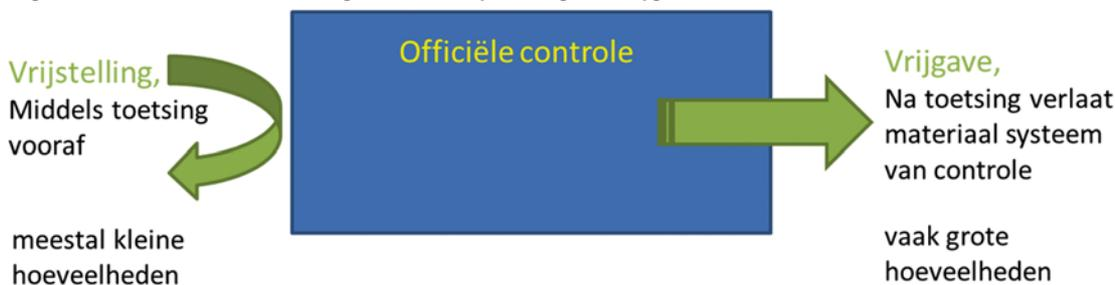 Officiële controle
Vrijstelling,
Middels toetsing
vooraf
meestal kleine
hoeveelheden
Vrijgave,
Na toetsing verlaat
materiaal systeem
van controle
vaak grote
hoeveelheden